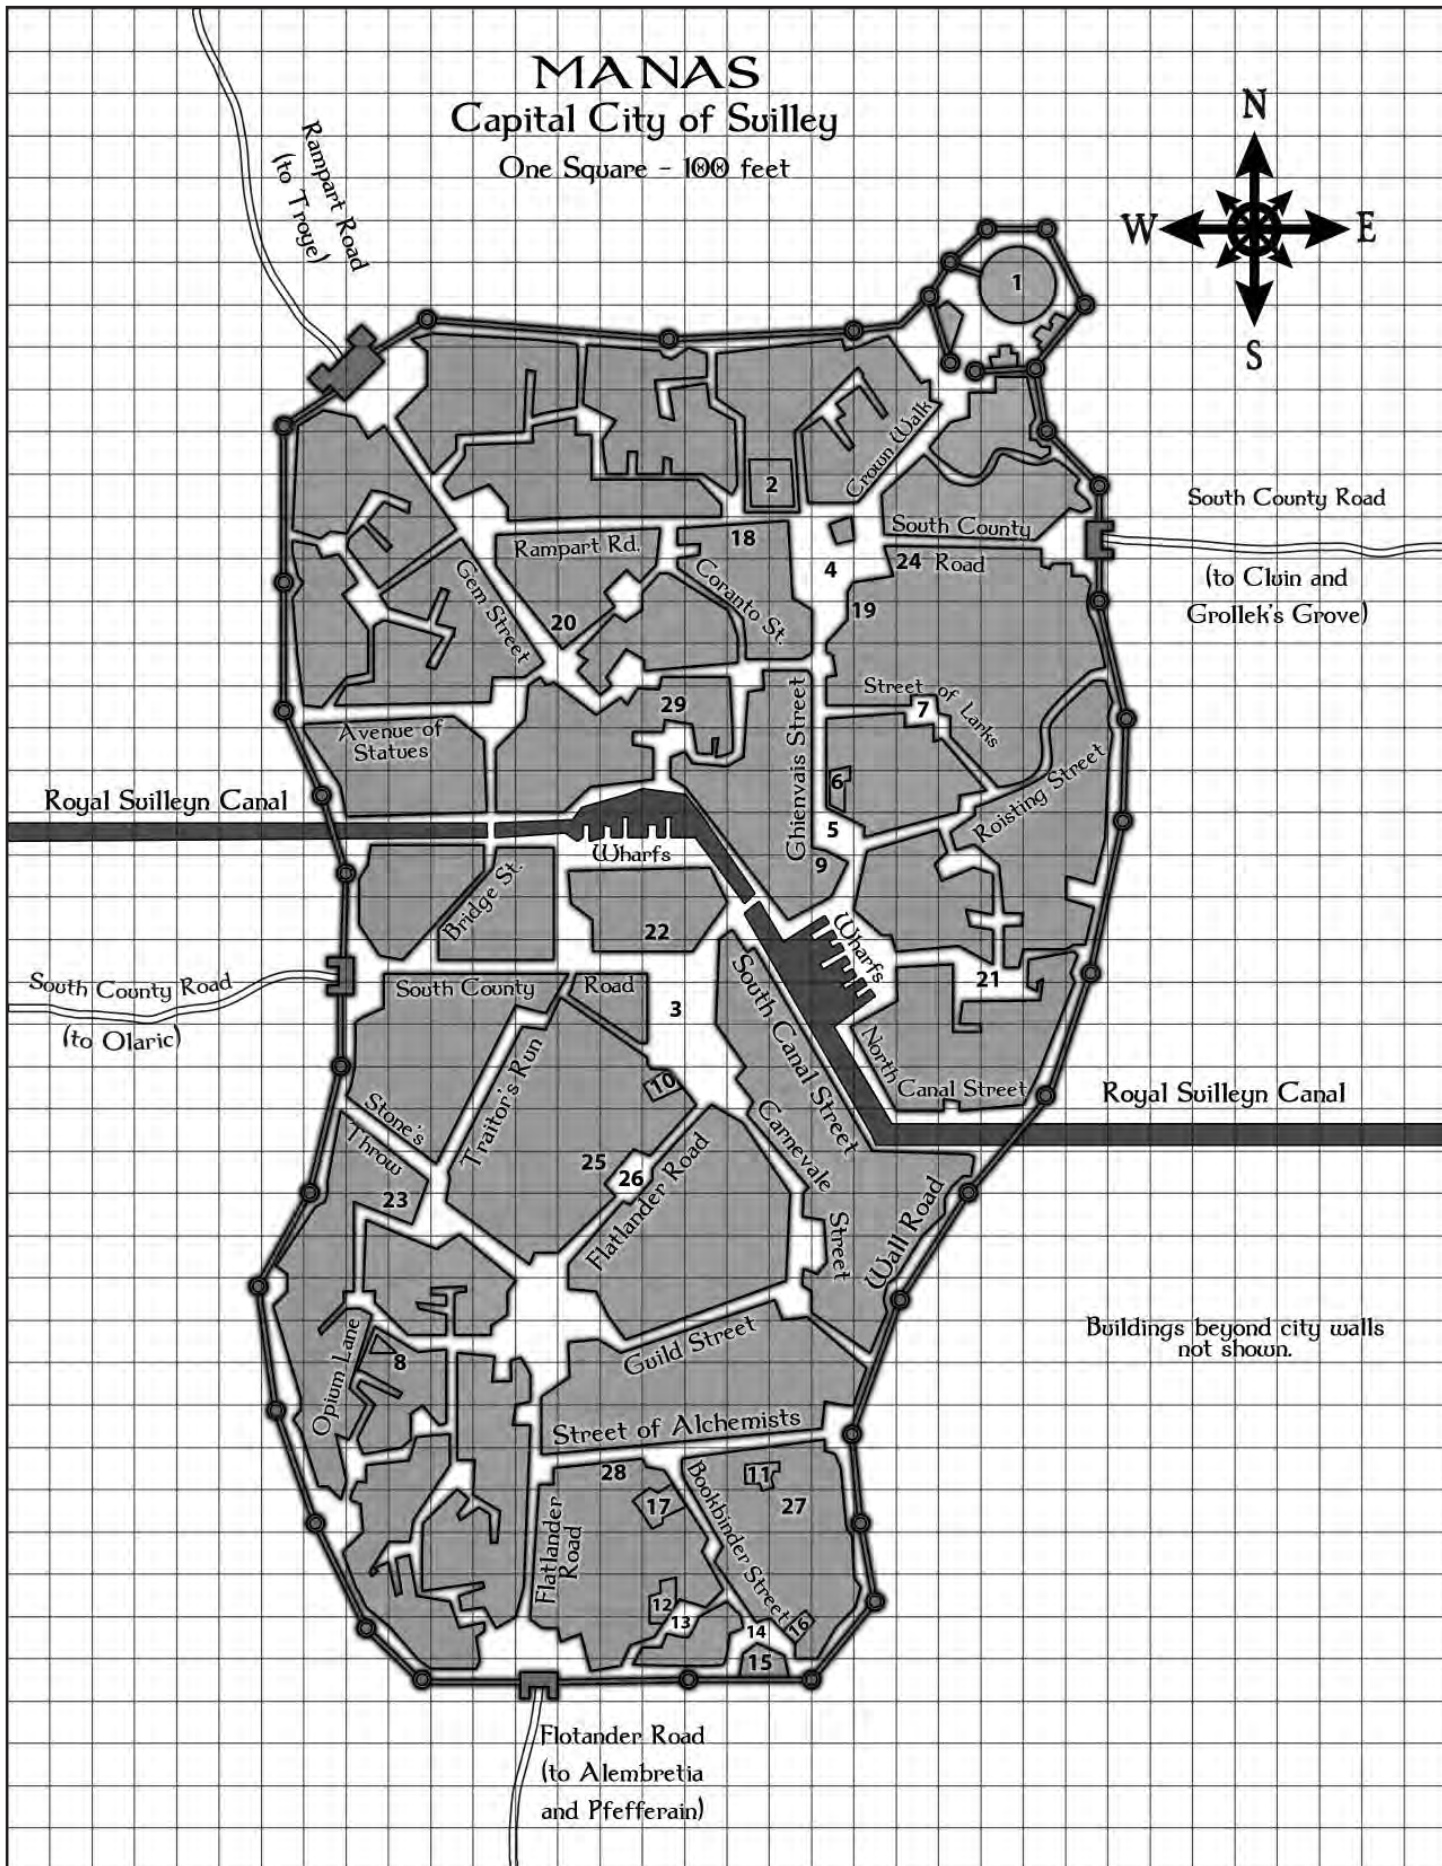 MANAS
Capital City of Suilley
One Square - 100 feet
N
W
E
S
Rampart Road
(to Troye)
1
Crown Walk
2
South County Road
South County
18
Rampart Rd.
24
Road
4
(to Cluin and
Grollek's Grove)
Coranto St.
Gem Street
19
20
Street of Larks
29
7
Avenue of
Statues
Ghienvais Street
Roisting Street
6
Royal Suilleyn Canal
5
Wharfs
9
Bridge St.
22
Wharfs
South County Road
(to Olaric)
South County
Road
21
3
South Canal Street
North
Canal Street
10
Royal Suilleyn Canal
Traitor's Run
Stone's
Throw
Carnevale
Street
25
26
Flatlander Road
23
Wall Road
Buildings beyond city walls
not shown.
Guild Street
Opium Lane
8
Street of Alchemists
28
11
Bookbinder Street
17
27
Flatlander
Road
12
13
14
16
15
Flotander Road
(to Alembretia
and Pfefferain)